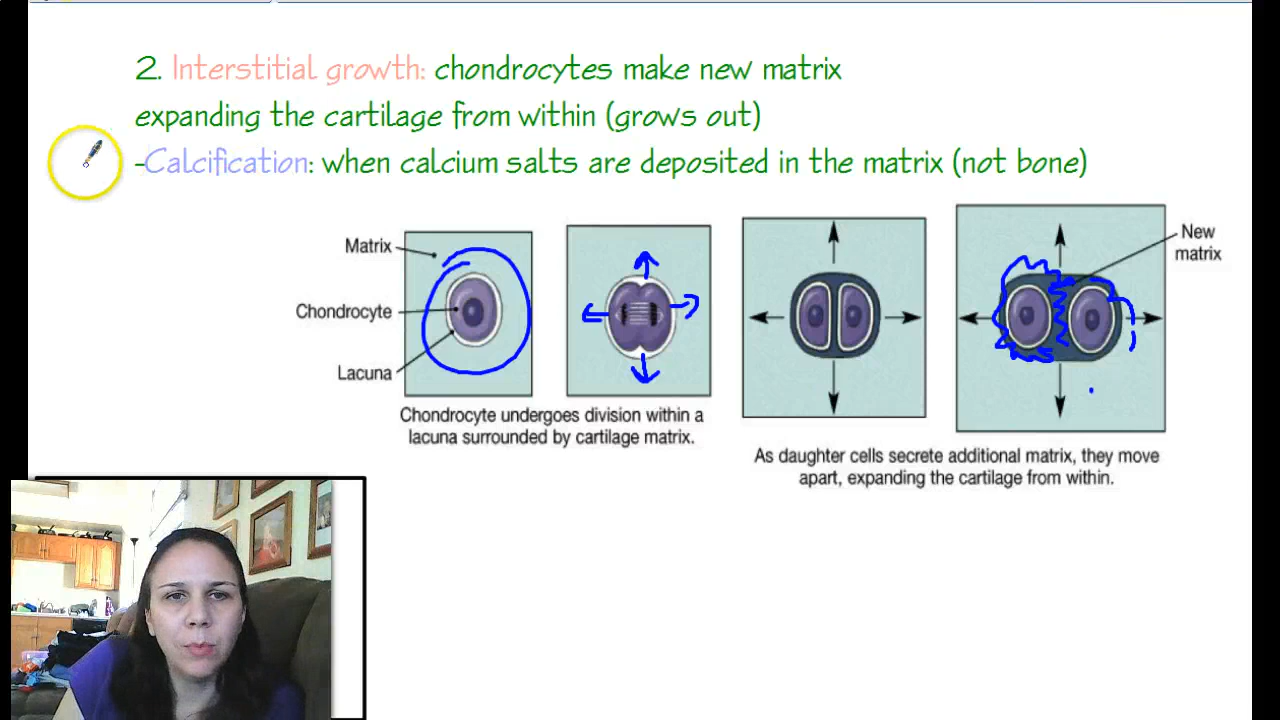 2. Interstitial growth: chondrocytes make new matrix
expanding the cartilage from within (grows out)
-Calcification: when calcium salts are deposited in the matrix (not bone)
Matrix
Chondrocyte
Lacuna
New
matrix
Chondrocyte undergoes division within a
lacuna surrounded by cartilage matrix.
As daughter cells secrete additional matrix, they move
apart, expanding the cartilage from within.